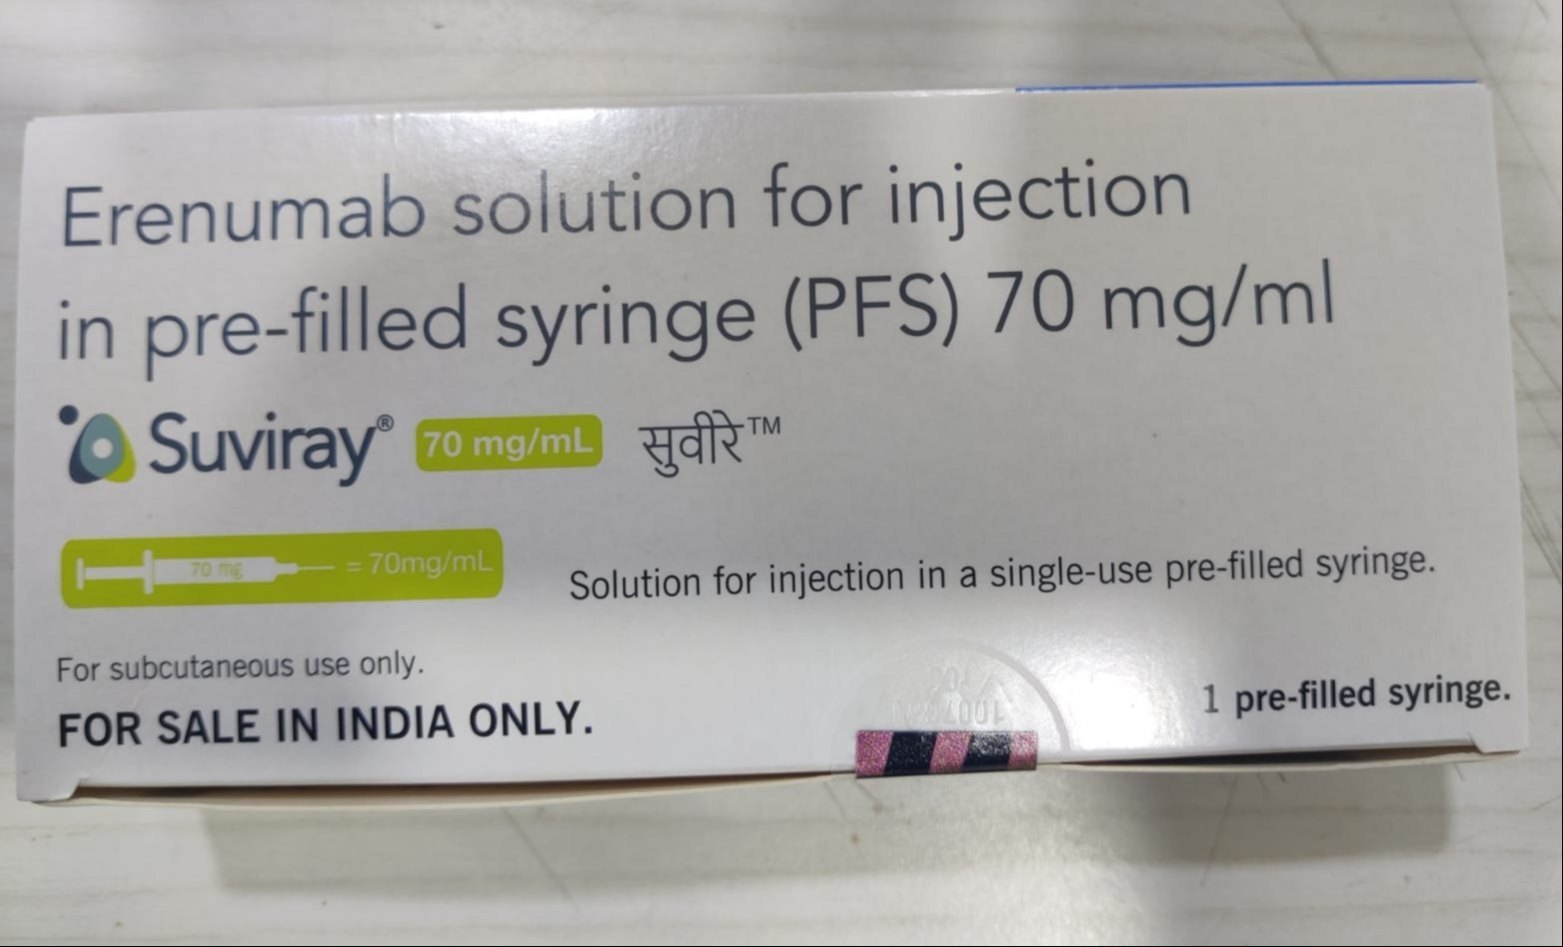 Erenumab solution for injection
in pre-filled syringe (PFS) 70 mg/ml
Suviray® 70 mg/mL सुवीरे™
70 mg = 70mg/mL
Solution for injection in a single-use pre-filled syringe.
For subcutaneous use only.
FOR SALE IN INDIA ONLY.
1 pre-filled syringe.